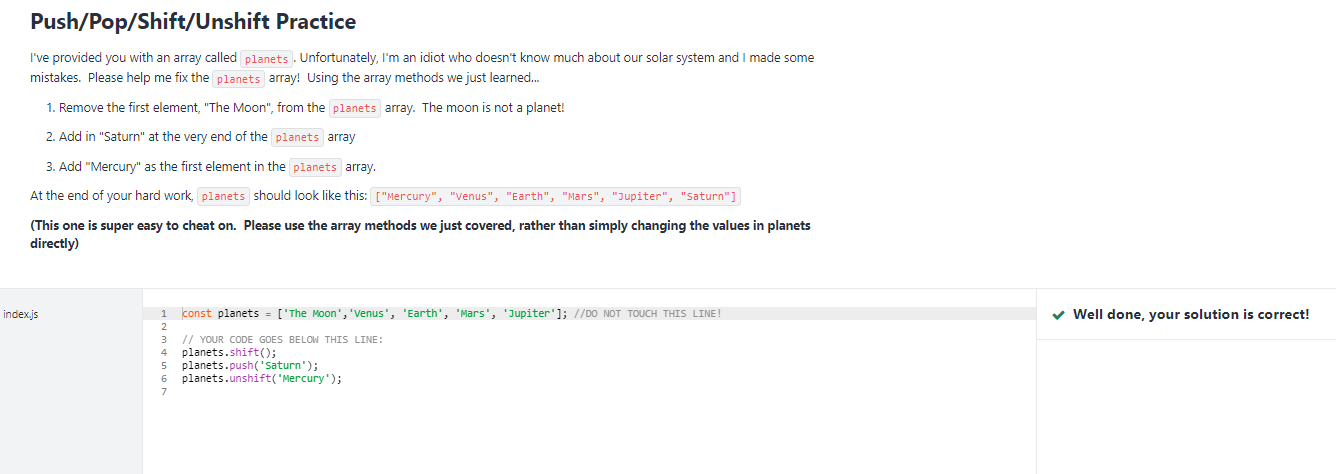 Push/Pop/Shift/Unshift Practice
I've provided you with an array called planets. Unfortunately, I'm an idiot who doesn't know much about our solar system and I made some
mistakes.  Please help me fix the planets array!  Using the array methods we just learned...
1. Remove the first element, "The Moon", from the planets array.  The moon is not a planet!
2. Add in "Saturn" at the very end of the planets array
3. Add "Mercury" as the first element in the planets array.
At the end of your hard work, planets should look like this: ["Mercury", "Venus", "Earth", "Mars", "Jupiter", "Saturn"]
(This one is super easy to cheat on.  Please use the array methods we just covered, rather than simply changing the values in planets
directly)
index.js
1 const planets = ['The Moon','Venus', 'Earth', 'Mars', 'Jupiter']; //DO NOT TOUCH THIS LINE!
2
3 // YOUR CODE GOES BELOW THIS LINE:
4 planets.shift();
5 planets.push('Saturn');
6 planets.unshift('Mercury');
7
✔ Well done, your solution is correct!